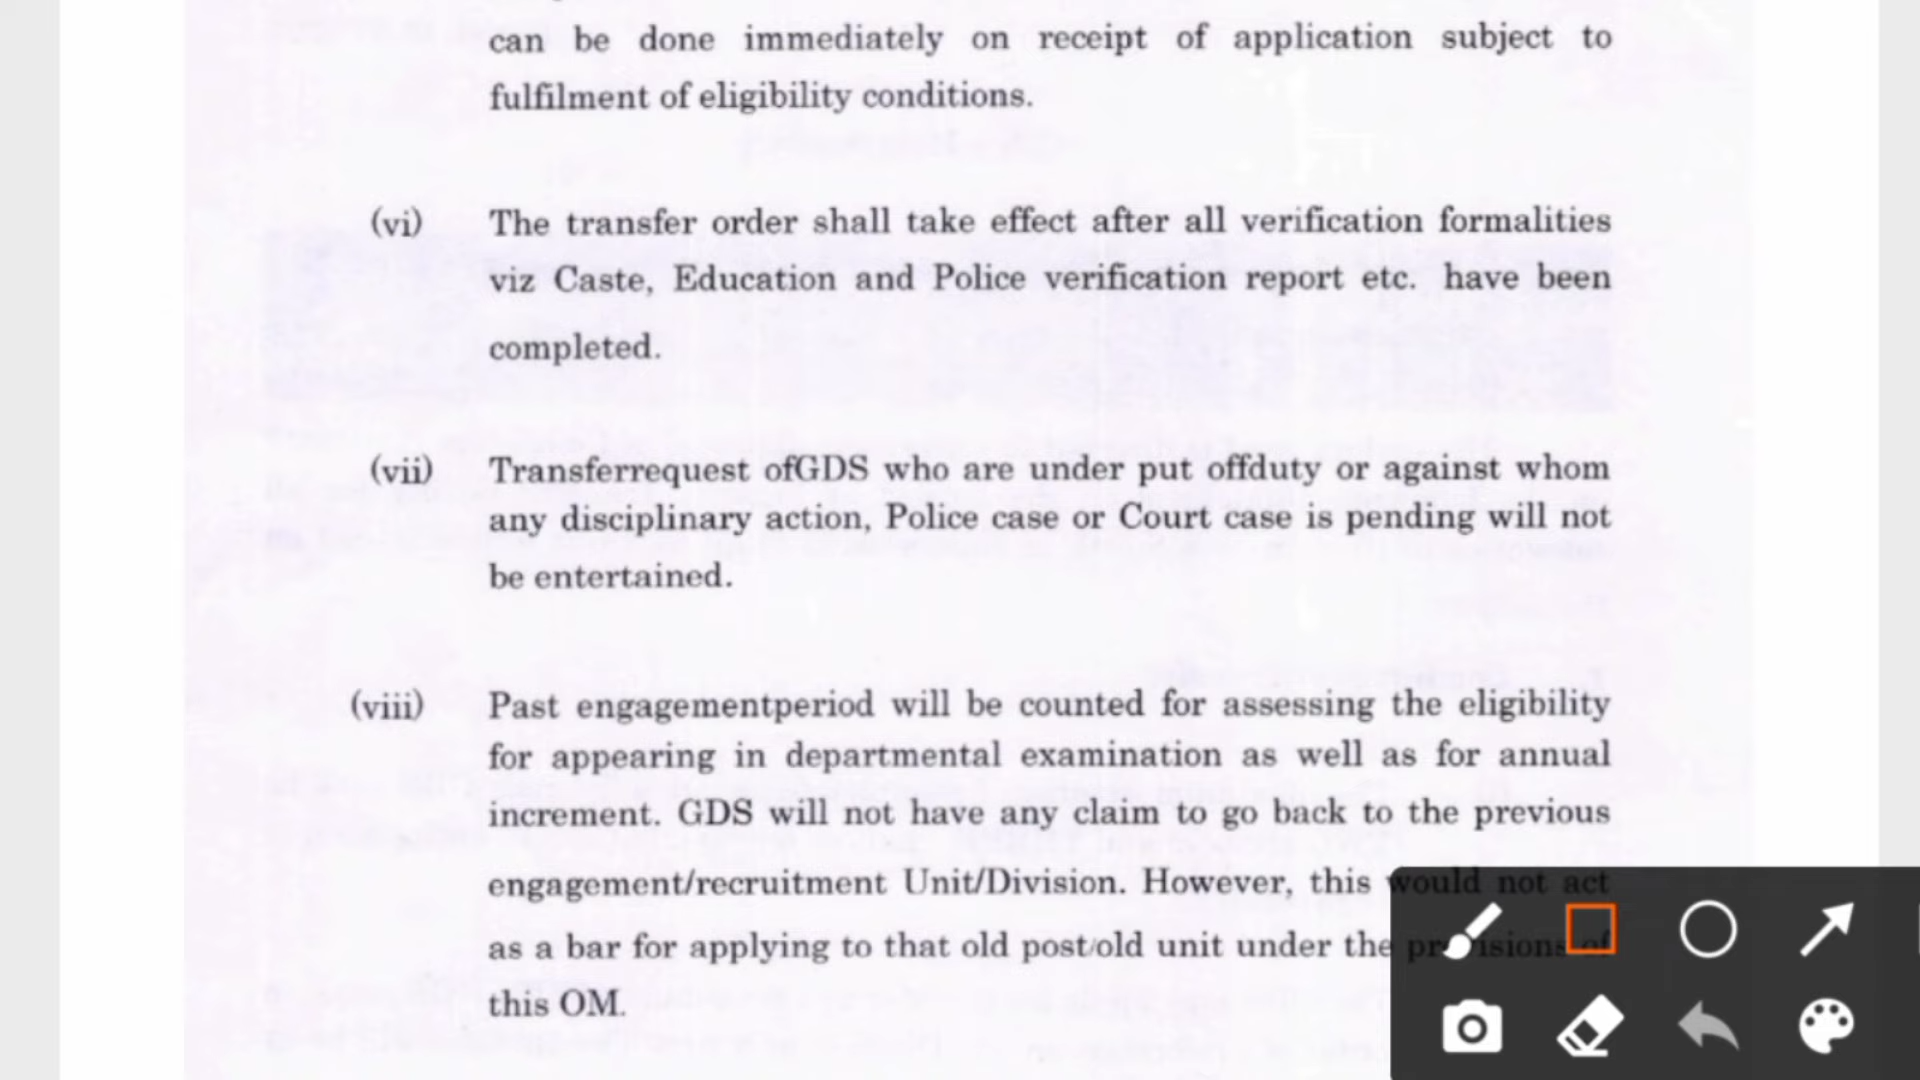 can be done immediately on receipt of application subject to
fulfilment of eligibility conditions.
(vi) The transfer order shall take effect after all verification formalities
viz Caste, Education and Police verification report etc. have been
completed.
(vii) Transferrequest ofGDS who are under put offduty or against whom
any disciplinary action, Police case or Court case is pending will not
be entertained.
(viii) Past engagementperiod will be counted for assessing the eligibility
for appearing in departmental examination as well as for annual
increment. GDS will not have any claim to go back to the previous
engagement/recruitment Unit/Division. However, this would not act
as a bar for applying to that old post/old unit under the provisions of
this OM.